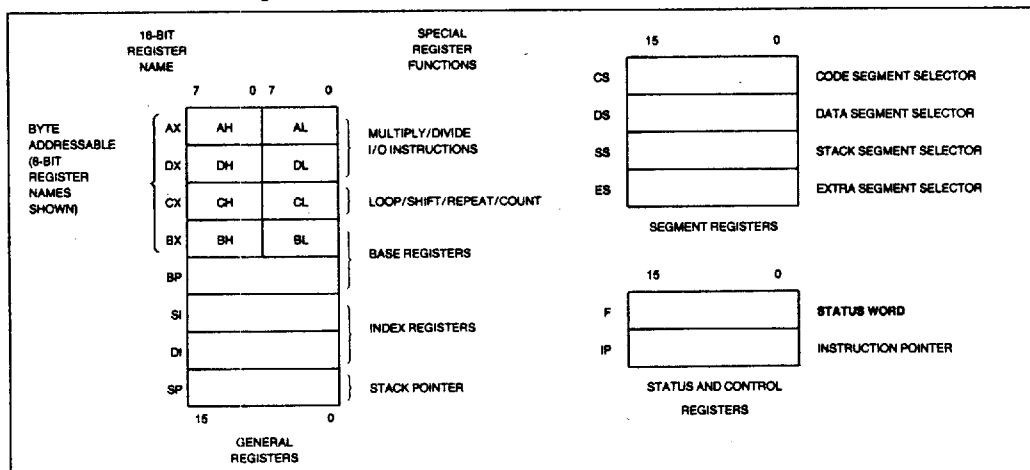 16-BIT
REGISTER
NAME
SPECIAL
REGISTER
FUNCTIONS
7 0 7 0
BYTE
ADDRESSABLE
(8-BIT
REGISTER
NAMES
SHOWN)
AX AH AL
DX DH DL
MULTIPLY/DIVIDE
I/O INSTRUCTIONS
CX CH CL LOOP/SHIFT/REPEAT/COUNT
BX BH BL
BASE REGISTERS
BP
SI
INDEX REGISTERS
DI
SP STACK POINTER
15 0
GENERAL
REGISTERS
15 0
CS CODE SEGMENT SELECTOR
DS DATA SEGMENT SELECTOR
SS STACK SEGMENT SELECTOR
ES EXTRA SEGMENT SELECTOR
SEGMENT REGISTERS
15 0
F STATUS WORD
IP INSTRUCTION POINTER
STATUS AND CONTROL
REGISTERS